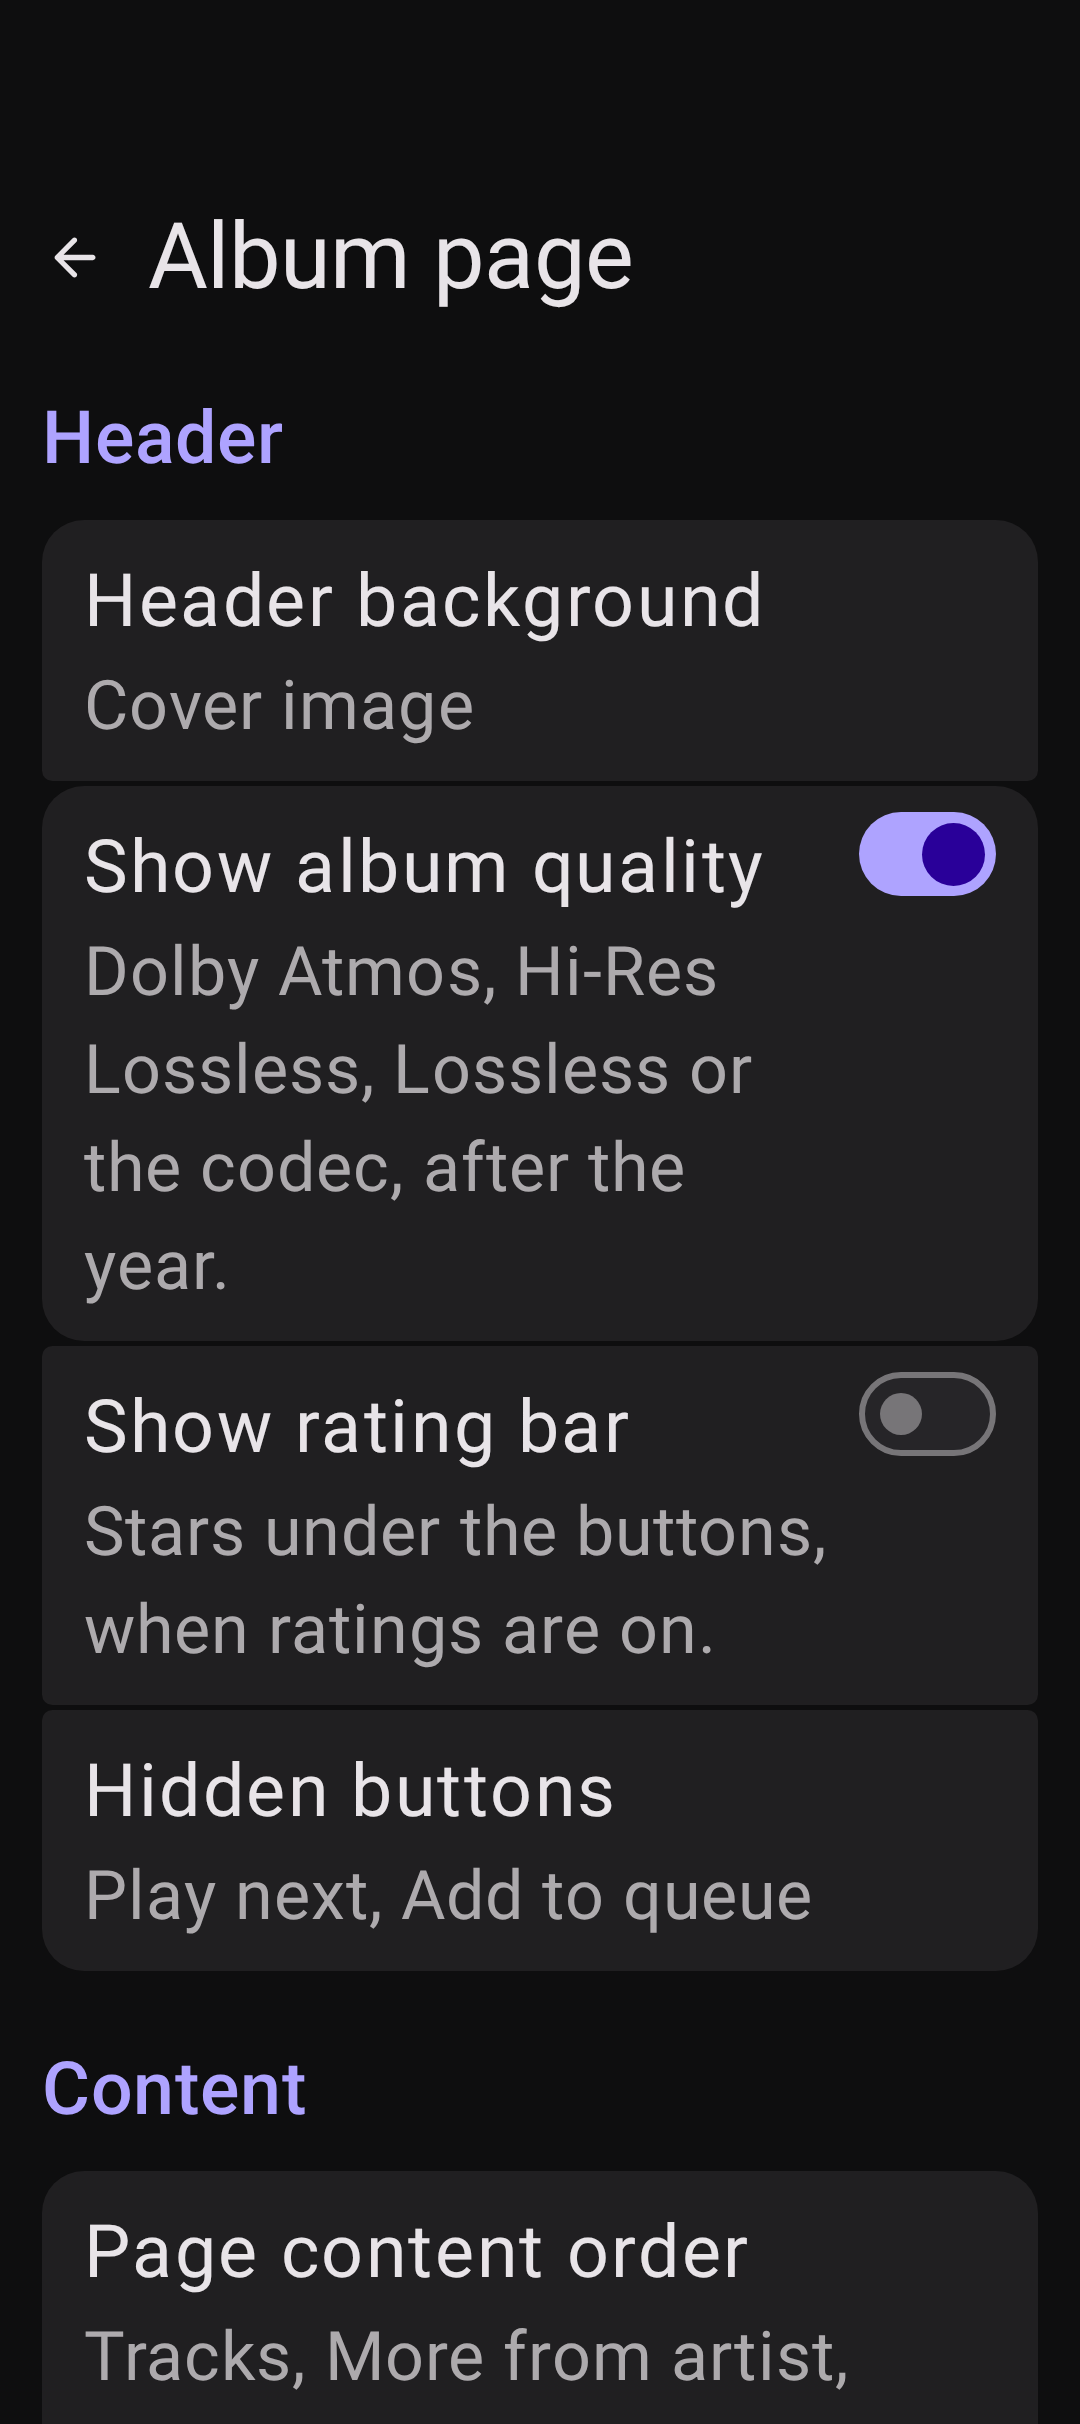 Album page
Header
Header background
Cover image
Show album quality
Dolby Atmos, Hi-Res
Lossless, Lossless or
the codec, after the
year.
Show rating bar
Stars under the buttons,
when ratings are on.
Hidden buttons
Play next, Add to queue
Content
Page content order
Tracks, More from artist,